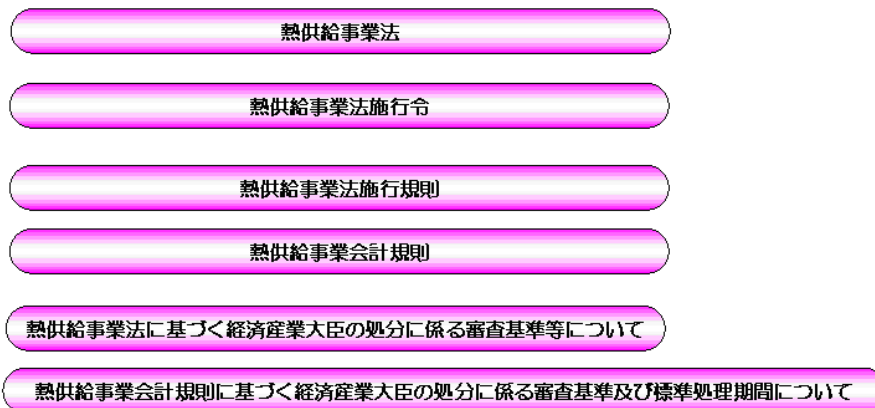 熱供給事業法
熱供給事業法施行令
熱供給事業法施行規則
熱供給事業会計規則
熱供給事業法に基づく経済産業大臣の処分に係る審査基準等について
熱供給事業会計規則に基づく経済産業大臣の処分に係る審査基準及び標準処理期間について